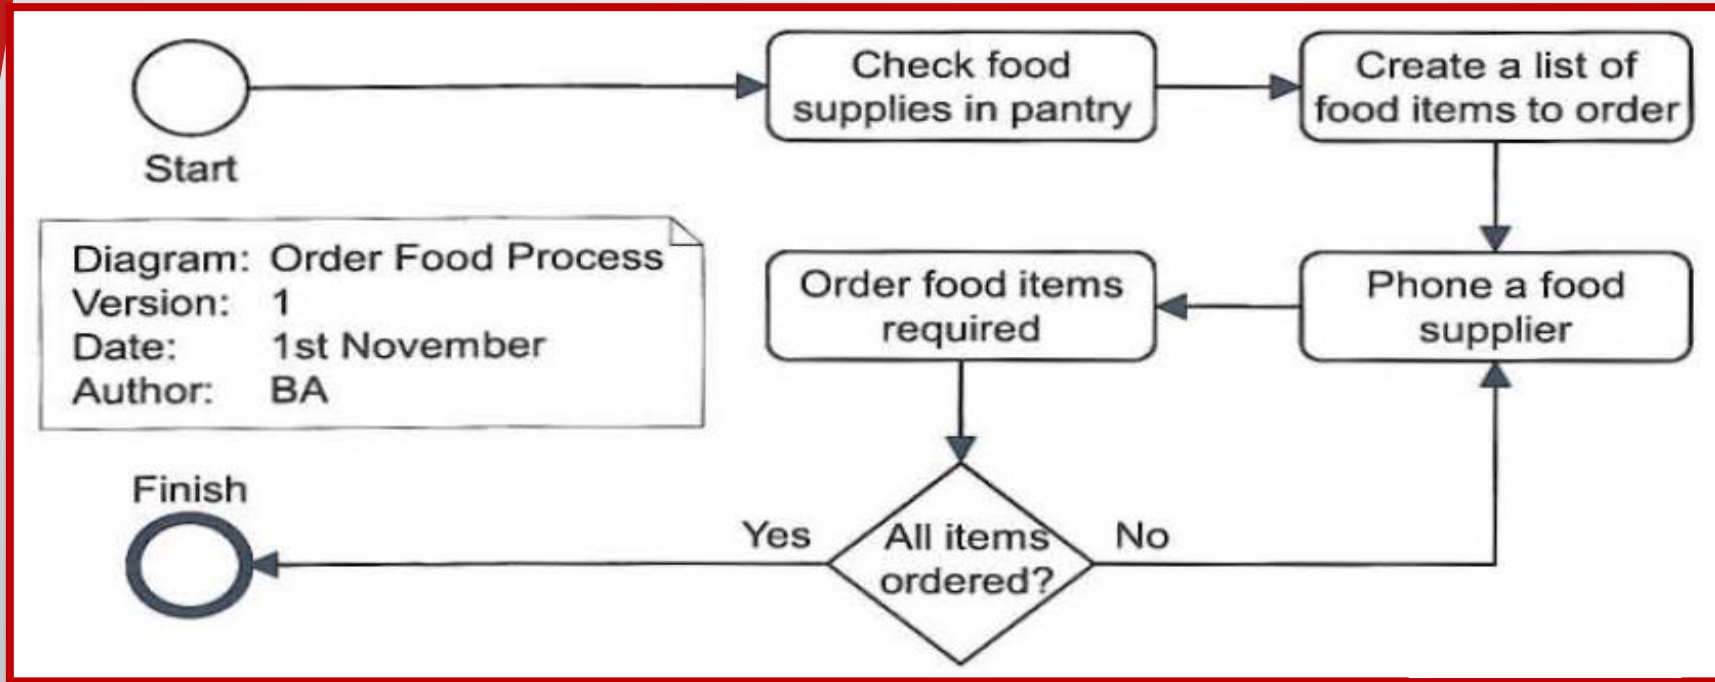 Start
Check food
supplies in pantry
Create a list of
food items to order
Diagram: Order Food Process
Version: 1
Date: 1st November
Author: BA
Order food items
required
Phone a food
supplier
Finish
Yes
All items
ordered?
No